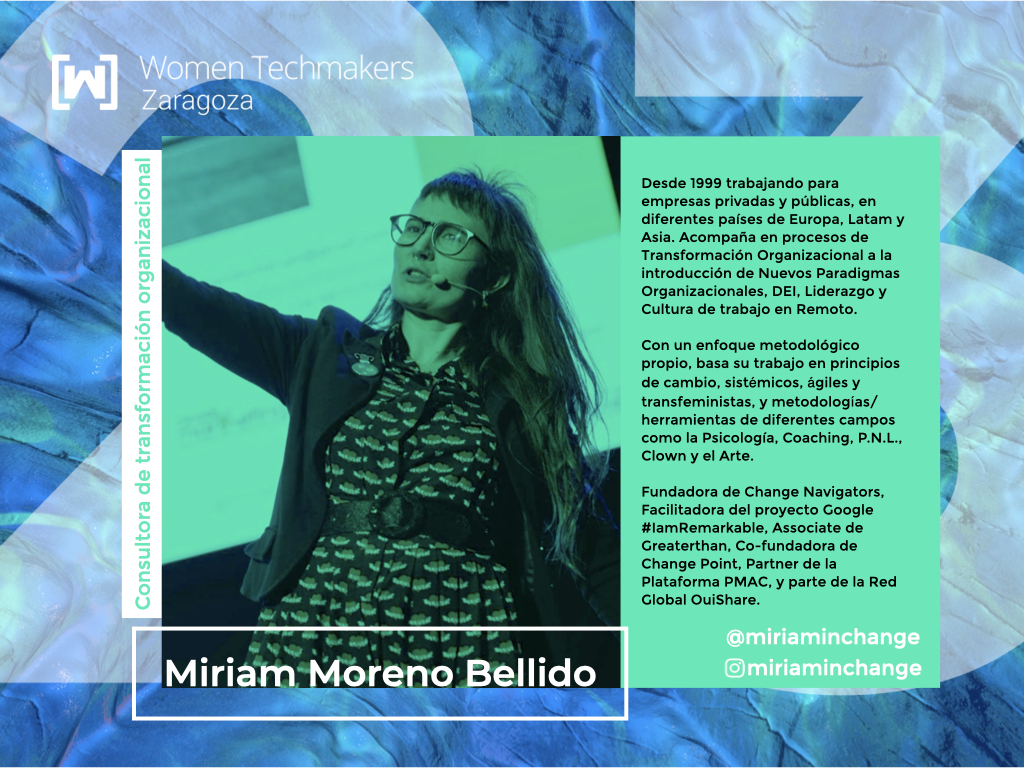 Women Techmakers
Zaragoza
Consultora de transformación organizacional
Desde 1999 trabajando para
empresas privadas y públicas, en
diferentes países de Europa, Latam y
Asia. Acompaña en procesos de
Transformación Organizacional a la
introducción de Nuevos Paradigmas
Organizacionales, DEI, Liderazgo y
Cultura de trabajo en Remoto.
Con un enfoque metodológico
propio, basa su trabajo en principios
de cambio, sistémicos, ágiles y
transfeministas, y metodologías/
herramientas de diferentes campos
como la Psicología, Coaching, P.N.L.,
Clown y el Arte.
Fundadora de Change Navigators,
Facilitadora del proyecto Google
#IamRemarkable, Associate de
Greaterthan, Co-fundadora de
Change Point, Partner de la
Plataforma PMAC, y parte de la Red
Global OuiShare.
@miriaminchange
miriaminchange
Miriam Moreno Bellido